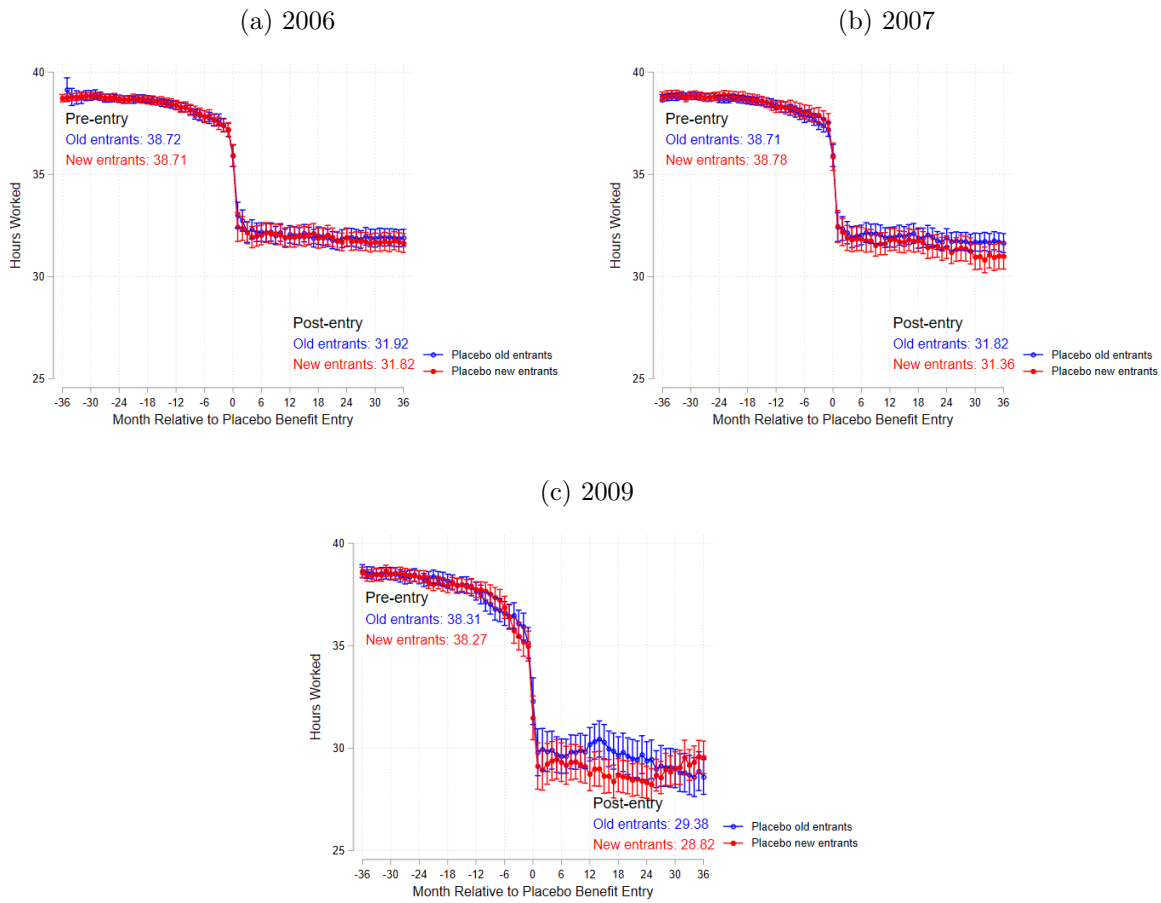 (a) 2006
40
35
30
25
Hours Worked
Pre-entry
Old entrants: 38.72
New entrants: 38.71
Post-entry
Old entrants: 31.92
New entrants: 31.82
Placebo old entrants
Placebo new entrants
-36 -30 -24 -18 -12 -6 0 6 12 18 24 30 36
Month Relative to Placebo Benefit Entry
(b) 2007
40
35
30
25
Hours Worked
Pre-entry
Old entrants: 38.71
New entrants: 38.78
Post-entry
Old entrants: 31.82
New entrants: 31.36
Placebo old entrants
Placebo new entrants
-36 -30 -24 -18 -12 -6 0 6 12 18 24 30 36
Month Relative to Placebo Benefit Entry
(c) 2009
40
35
30
25
Hours Worked
Pre-entry
Old entrants: 38.31
New entrants: 38.27
Post-entry
Old entrants: 29.38
New entrants: 28.82
Placebo old entrants
Placebo new entrants
-36 -30 -24 -18 -12 -6 0 6 12 18 24 30 36
Month Relative to Placebo Benefit Entry